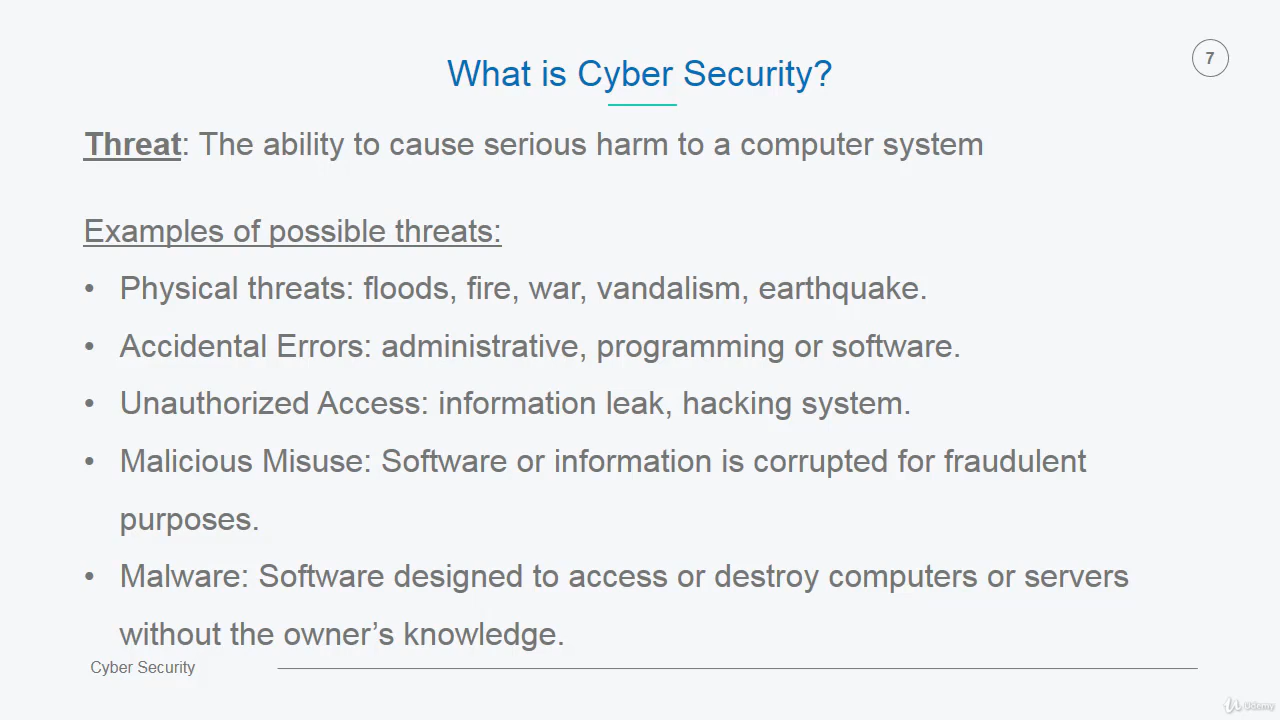 7
What is Cyber Security?
Threat: The ability to cause serious harm to a computer system
Examples of possible threats:
• Physical threats: floods, fire, war, vandalism, earthquake.
• Accidental Errors: administrative, programming or software.
• Unauthorized Access: information leak, hacking system.
• Malicious Misuse: Software or information is corrupted for fraudulent
purposes.
• Malware: Software designed to access or destroy computers or servers
without the owner’s knowledge.
Cyber Security
Udemy